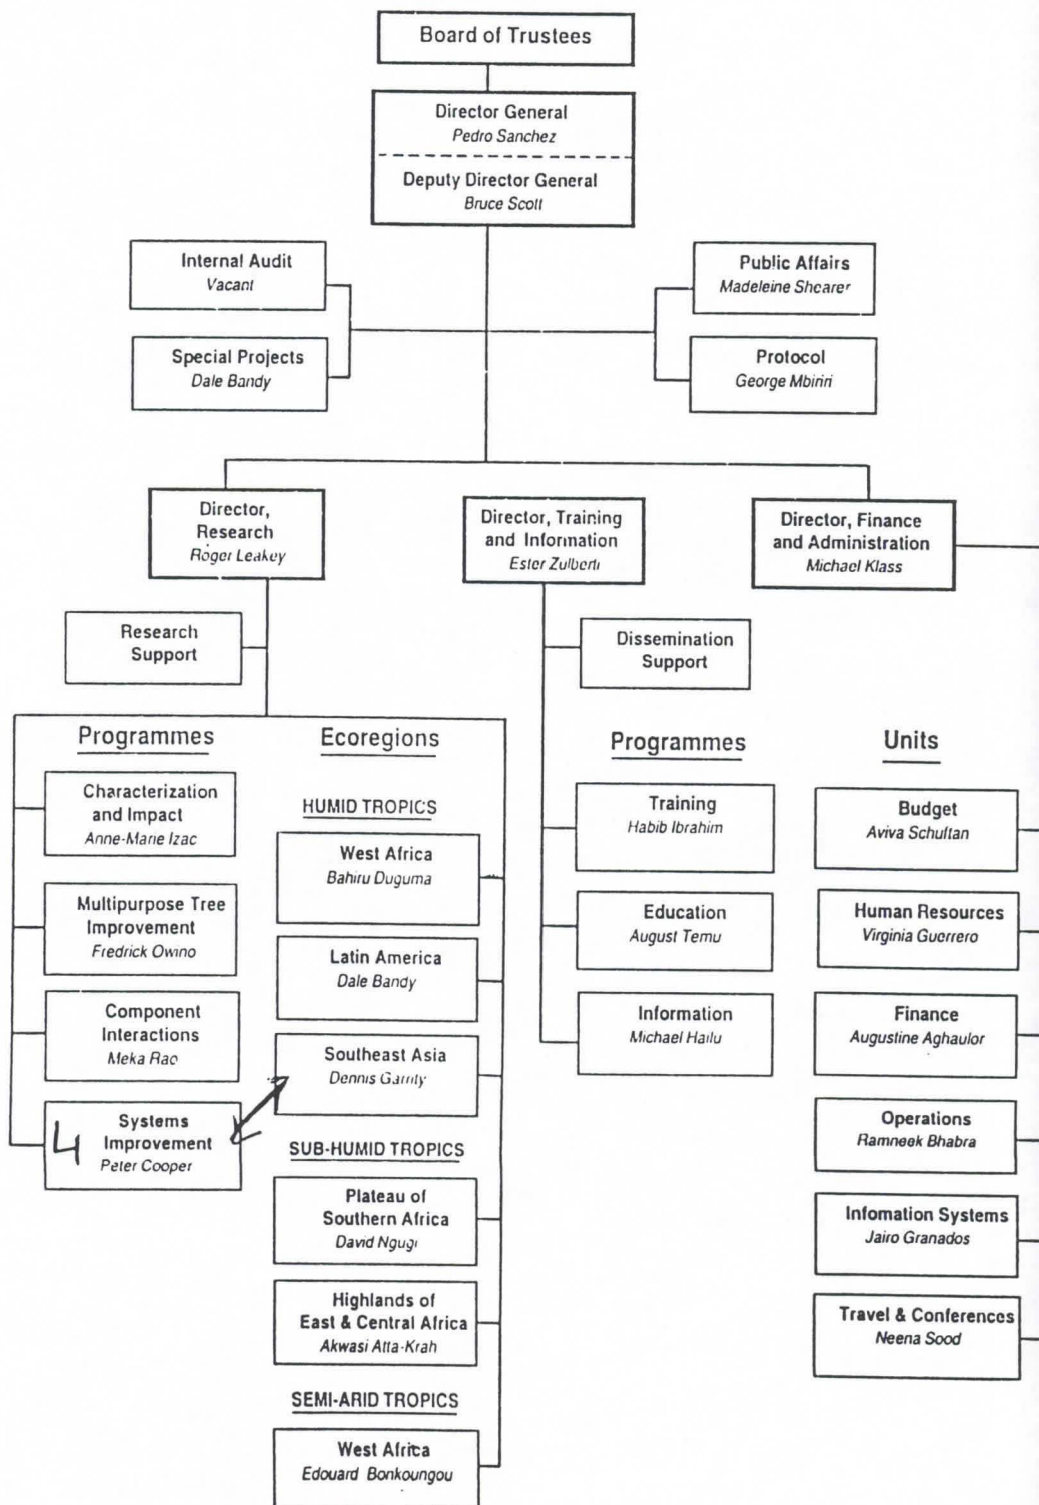 Board of Trustees
Director General
Pedro Sanchez
Deputy Director General
Bruce Scott
Internal Audit
Vacant
Public Affairs
Madeleine Shearer
Special Projects
Dale Bandy
Protocol
George Mbiriri
Director,
Research
Roger Leakey
Director, Training
and Information
Ester Zulberti
Director, Finance
and Administration
Michael Klass
Research
Support
Dissemination
Support
Programmes
Characterization
and Impact
Anne-Marie Izac
Multipurpose Tree
Improvement
Fredrick Owino
Component
Interactions
Meka Rao
4
Systems
Improvement
Peter Cooper
Ecoregions
HUMID TROPICS
West Africa
Bahiru Duguma
Latin America
Dale Bandy
Southeast Asia
Dennis Garrity
SUB-HUMID TROPICS
Plateau of
Southern Africa
David Ngugi
Highlands of
East & Central Africa
Akwasi Atta-Krah
SEMI-ARID TROPICS
West Africa
Edouard Bonkoungou
Programmes
Training
Habib Ibrahim
Education
August Temu
Information
Michael Hailu
Units
Budget
Aviva Schultan
Human Resources
Virginia Guerrero
Finance
Augustine Aghaulor
Operations
Ramneek Bhabra
Infomation Systems
Jairo Granados
Travel & Conferences
Neena Sood